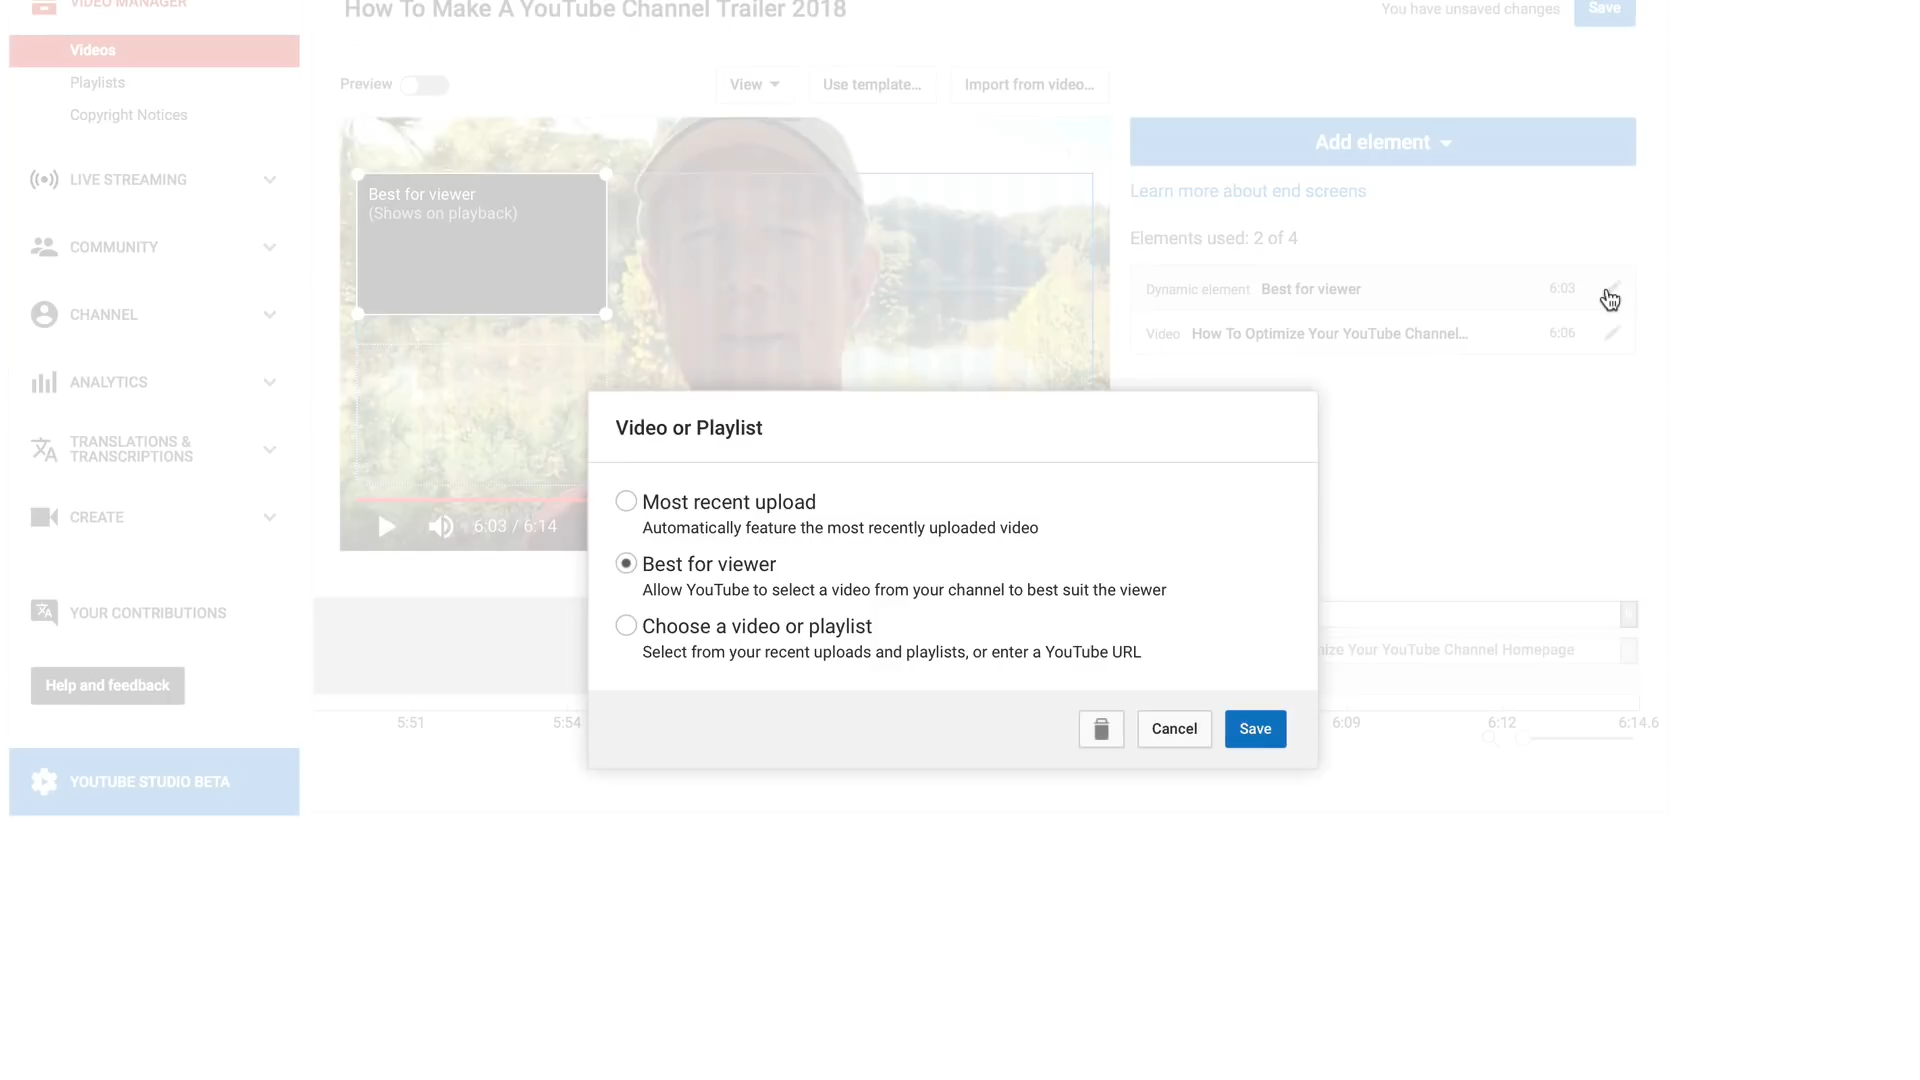 VIDEO MANAGER
Videos
Playlists
Copyright Notices
LIVE STREAMING
COMMUNITY
CHANNEL
ANALYTICS
TRANSLATIONS &
TRANSCRIPTIONS
CREATE
YOUR CONTRIBUTIONS
Help and feedback
YOUTUBE STUDIO BETA
How To Make A YouTube Channel Trailer 2018
You have unsaved changes
Save
Preview
View
Use template...
Import from video...
Best for viewer
(Shows on playback)
6:03 / 6:14
Add element
Learn more about end screens
Elements used: 2 of 4
Dynamic element Best for viewer 6:03
Video How To Optimize Your YouTube Channel... 6:06
Video or Playlist
Most recent upload
Automatically feature the most recently uploaded video
Best for viewer
Allow YouTube to select a video from your channel to best suit the viewer
Choose a video or playlist
Select from your recent uploads and playlists, or enter a YouTube URL
Cancel
Save
ize Your YouTube Channel Homepage
5:51 5:54 6:09 6:12 6:14.6